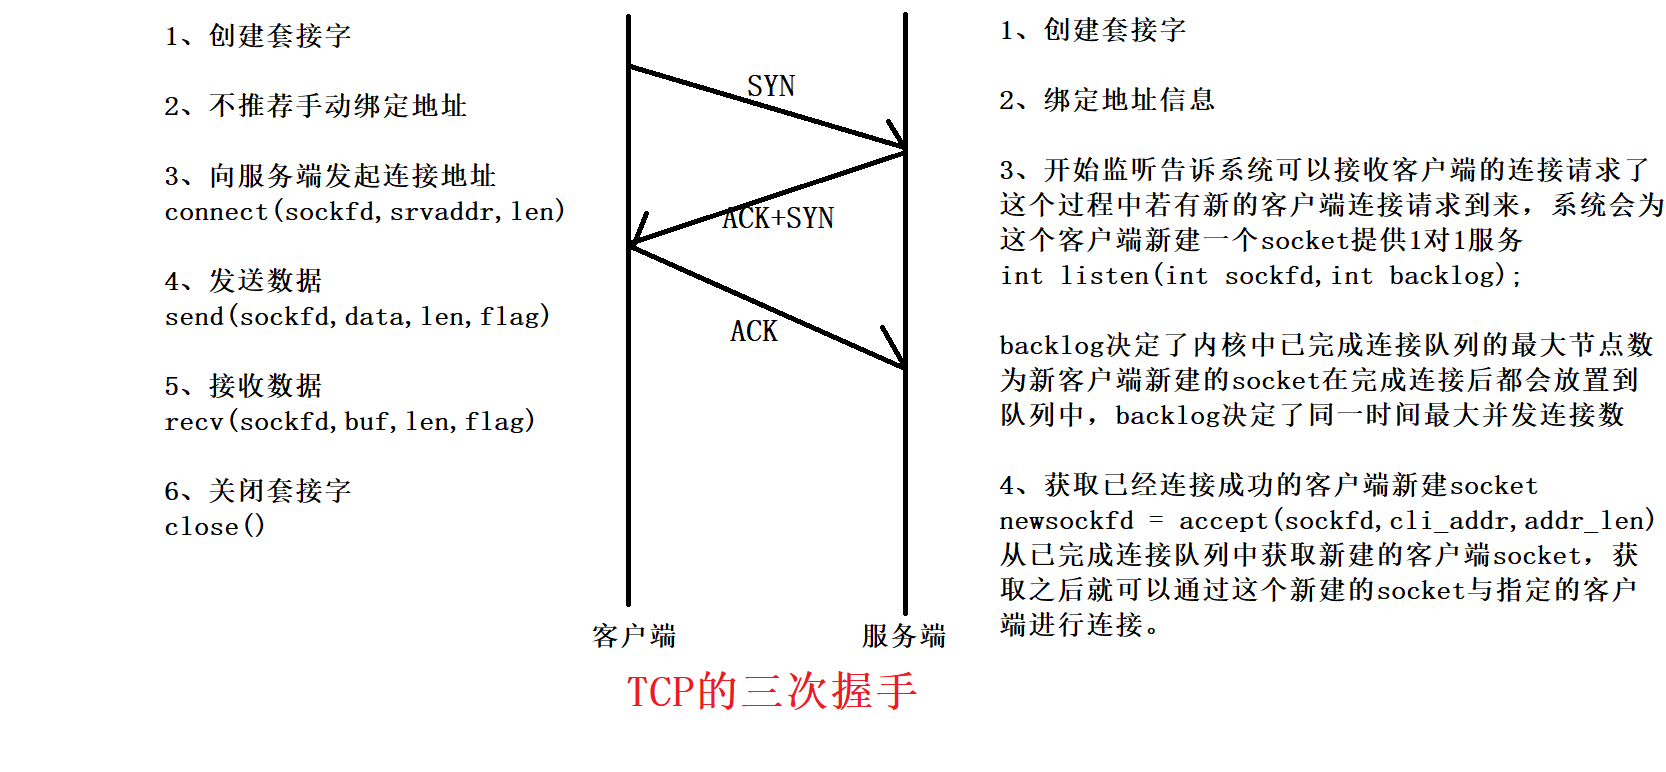 1、创建套接字
2、不推荐手动绑定地址
3、向服务端发起连接地址
connect(sockfd,srvaddr,len)
4、发送数据
send(sockfd,data,len,flag)
5、接收数据
recv(sockfd,buf,len,flag)
6、关闭套接字
close()
SYN
ACK+SYN
ACK
客户端
服务端
TCP的三次握手
1、创建套接字
2、绑定地址信息
3、开始监听告诉系统可以接收客户端的连接请求了
这个过程中若有新的客户端连接请求到来，系统会为
这个客户端新建一个socket提供1对1服务
int listen(int sockfd,int backlog);
backlog决定了内核中已完成连接队列的最大节点数
为新客户端新建的socket在完成连接后都会放置到
队列中，backlog决定了同一时间最大并发连接数
4、获取已经连接成功的客户端新建socket
newsockfd = accept(sockfd,cli_addr,addr_len)
从已完成连接队列中获取新建的客户端socket，获
取之后就可以通过这个新建的socket与指定的客户
端进行连接。